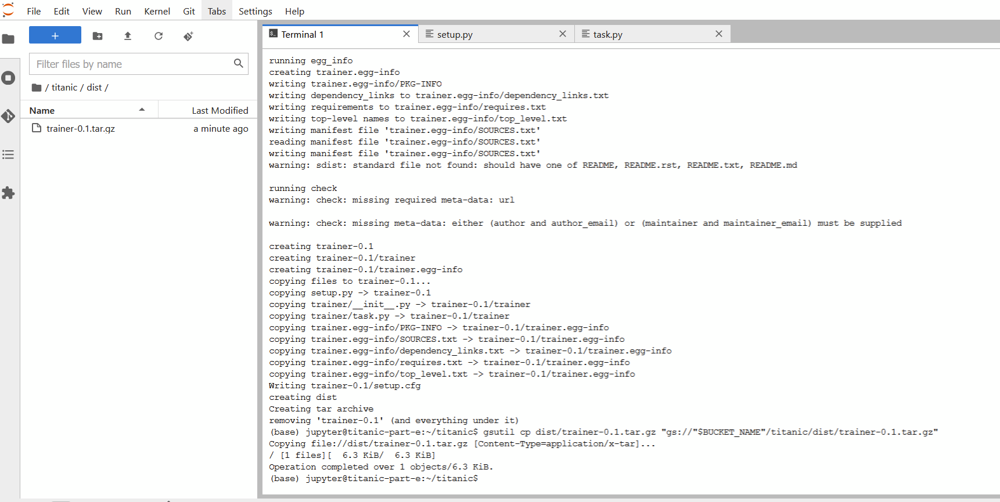 File Edit View Run Kernel Git Tabs Settings Help
+
Filter files by name
/ titanic / dist /
Name Last Modified
trainer-0.1.tar.gz a minute ago
Terminal 1 setup.py task.py
running egg_info
creating trainer.egg-info
writing trainer.egg-info/PKG-INFO
writing dependency_links to trainer.egg-info/dependency_links.txt
writing requirements to trainer.egg-info/requires.txt
writing top-level names to trainer.egg-info/top_level.txt
writing manifest file 'trainer.egg-info/SOURCES.txt'
reading manifest file 'trainer.egg-info/SOURCES.txt'
writing manifest file 'trainer.egg-info/SOURCES.txt'
warning: sdist: standard file not found: should have one of README, README.rst, README.txt, README.md
running check
warning: check: missing required meta-data: url
warning: check: missing meta-data: either (author and author_email) or (maintainer and maintainer_email) must be supplied
creating trainer-0.1
creating trainer-0.1/trainer
creating trainer-0.1/trainer.egg-info
copying files to trainer-0.1...
copying setup.py -> trainer-0.1
copying trainer/__init__.py -> trainer-0.1/trainer
copying trainer/task.py -> trainer-0.1/trainer
copying trainer.egg-info/PKG-INFO -> trainer-0.1/trainer.egg-info
copying trainer.egg-info/SOURCES.txt -> trainer-0.1/trainer.egg-info
copying trainer.egg-info/dependency_links.txt -> trainer-0.1/trainer.egg-info
copying trainer.egg-info/requires.txt -> trainer-0.1/trainer.egg-info
copying trainer.egg-info/top_level.txt -> trainer-0.1/trainer.egg-info
Writing trainer-0.1/setup.cfg
creating dist
Creating tar archive
removing 'trainer-0.1' (and everything under it)
(base) jupyter@titanic-part-e:~/titanic$ gsutil cp dist/trainer-0.1.tar.gz "gs://"$BUCKET_NAME"/titanic/dist/trainer-0.1.tar.gz"
Copying file://dist/trainer-0.1.tar.gz [Content-Type=application/x-tar]...
/ [1 files][  6.3 KiB/  6.3 KiB]
Operation completed over 1 objects/6.3 KiB.
(base) jupyter@titanic-part-e:~/titanic$